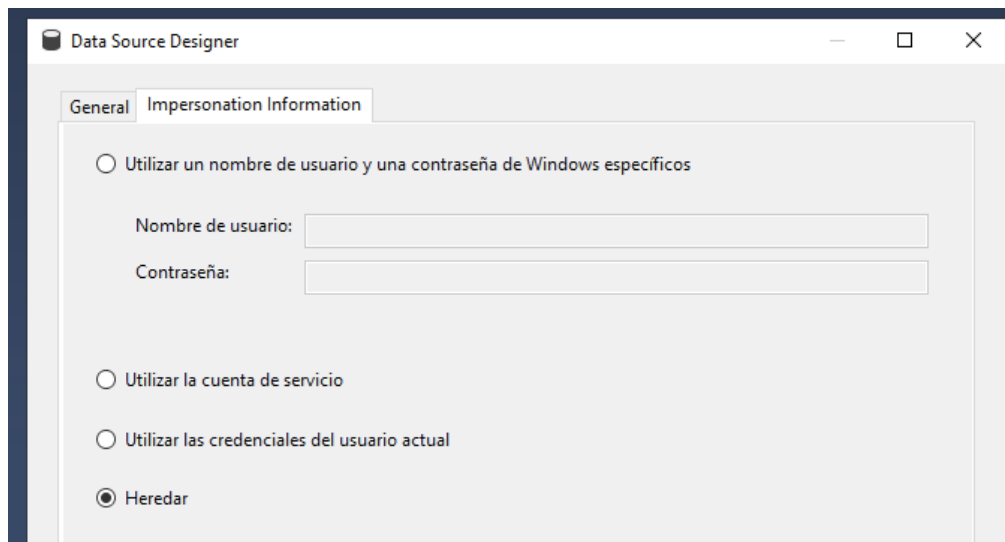 Data Source Designer
General
Impersonation Information
Utilizar un nombre de usuario y una contraseña de Windows específicos
Nombre de usuario:
Contraseña:
Utilizar la cuenta de servicio
Utilizar las credenciales del usuario actual
Heredar